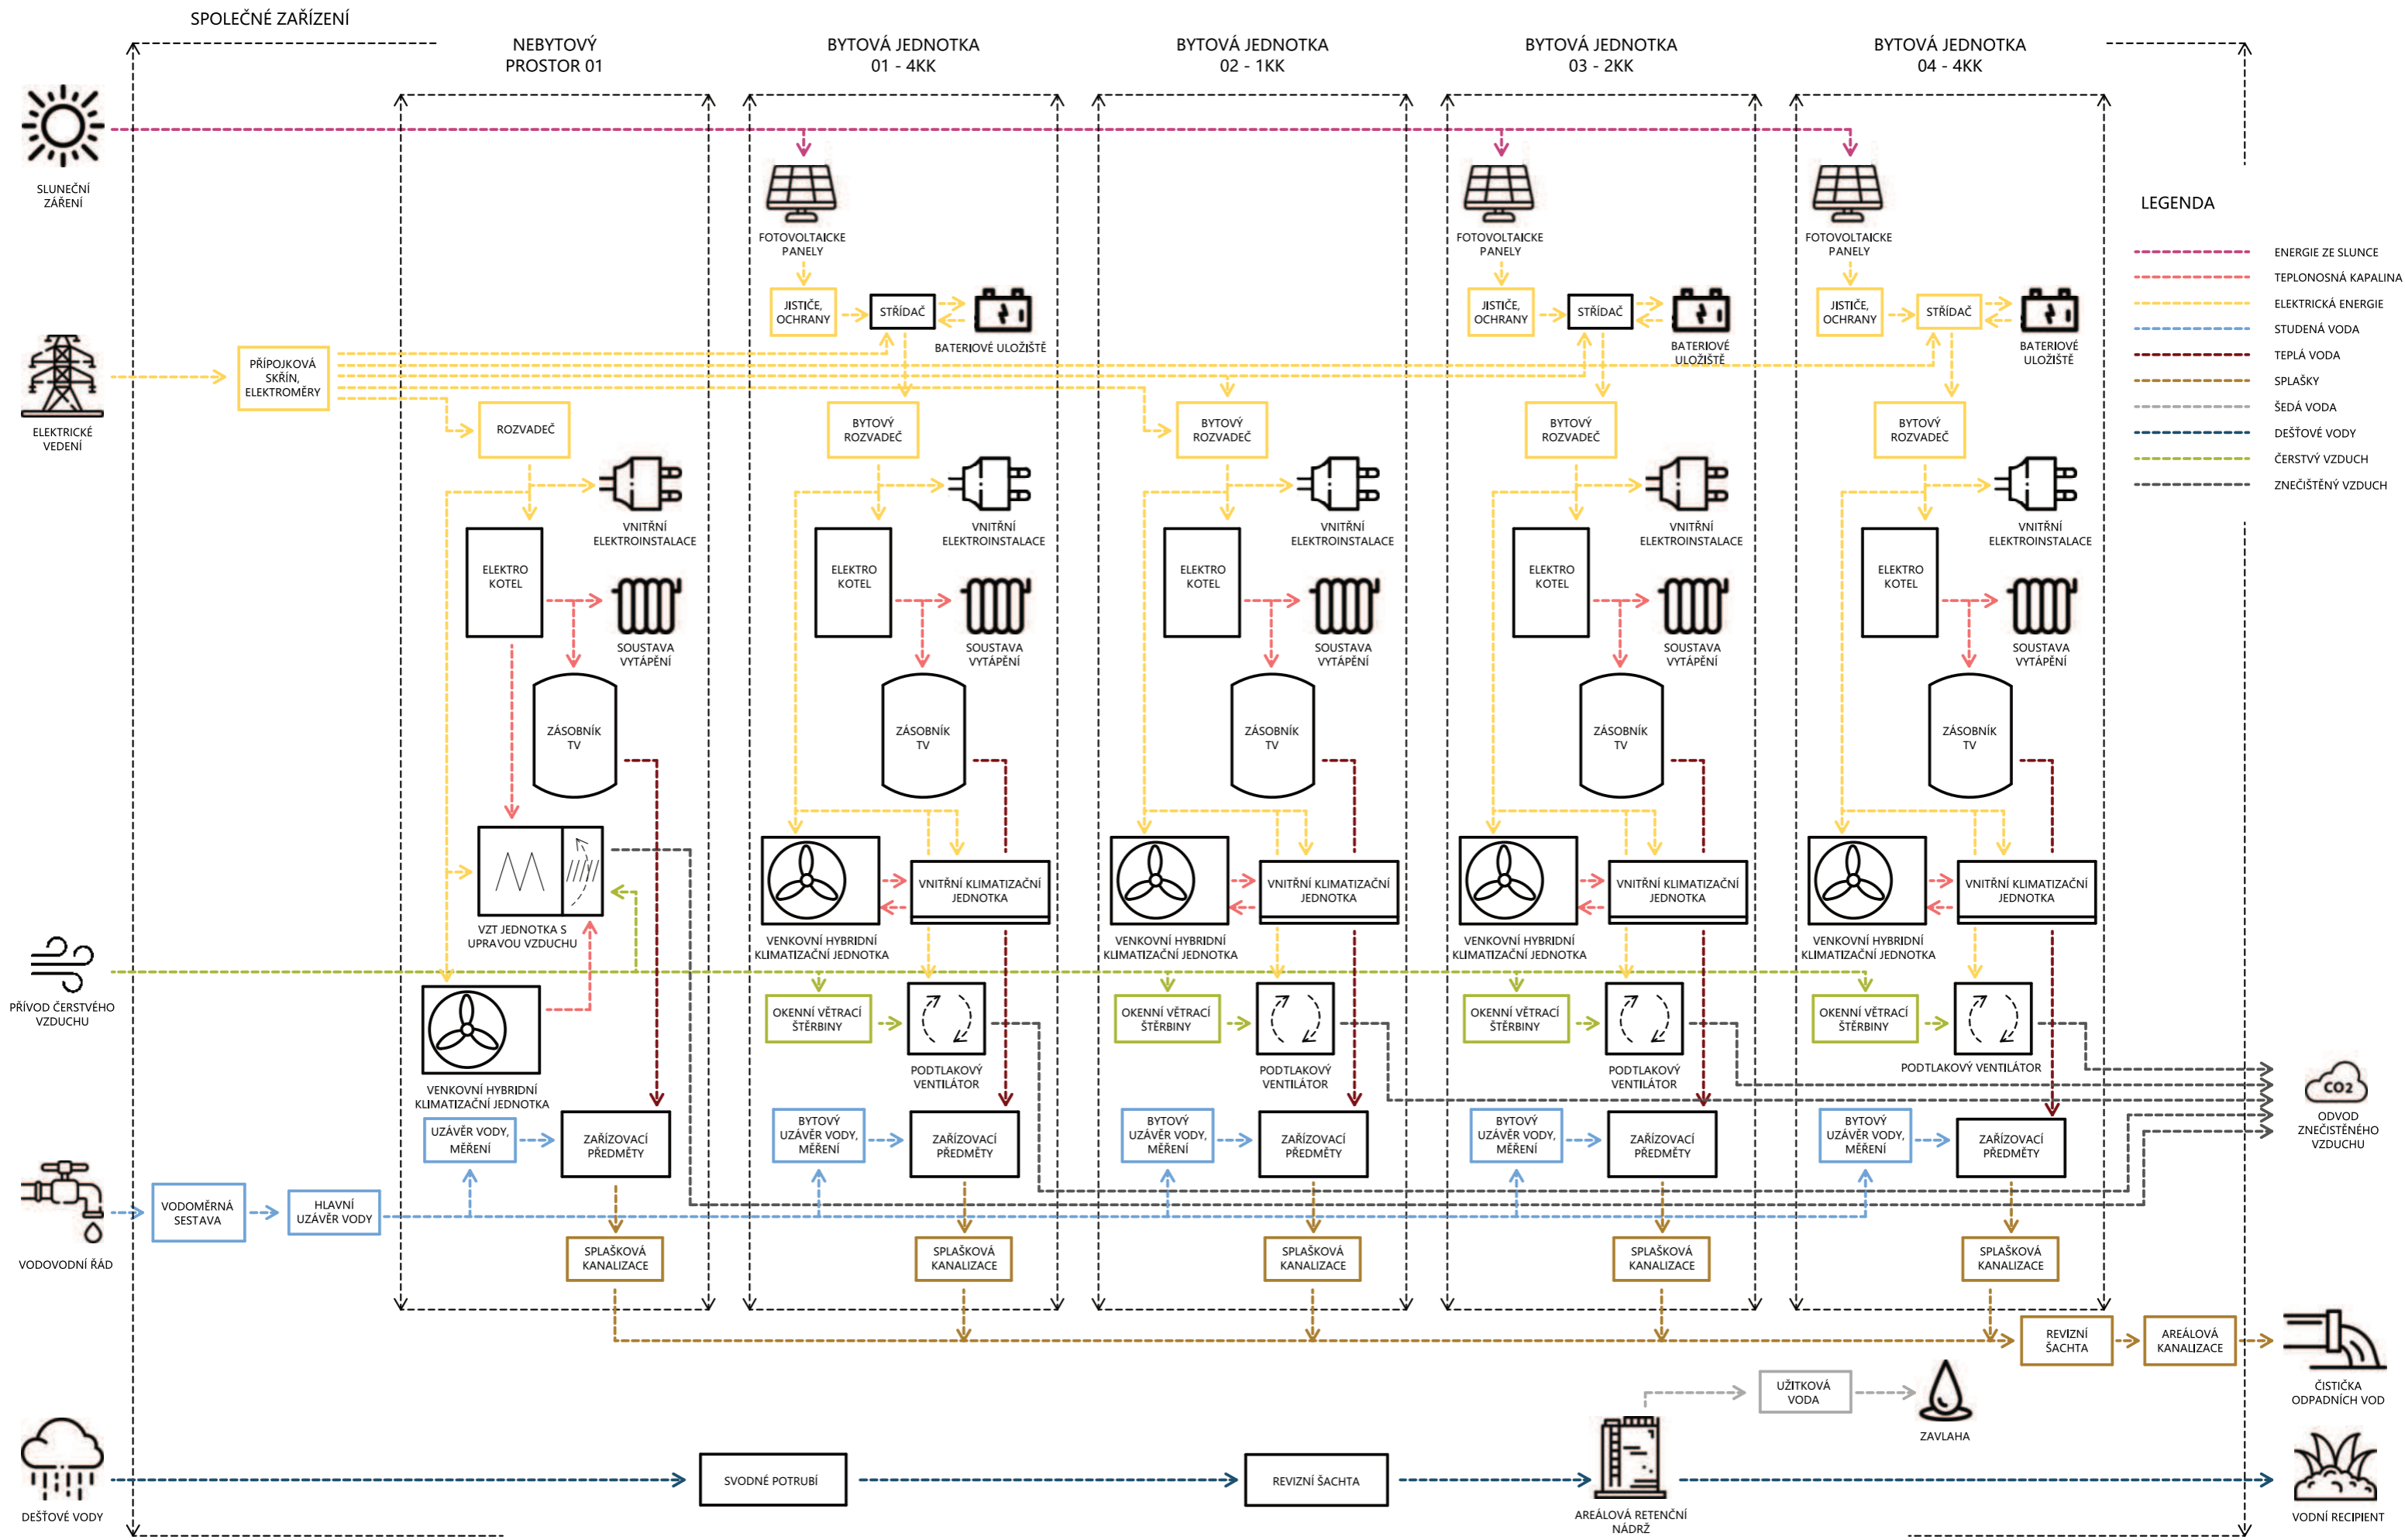 SPOLEČNÉ ZAŘÍZENÍ
NEBYTOVÝ
PROSTOR 01
BYTOVÁ JEDNOTKA
01 - 4KK
BYTOVÁ JEDNOTKA
02 - 1KK
BYTOVÁ JEDNOTKA
03 - 2KK
BYTOVÁ JEDNOTKA
04 - 4KK
SLUNEČNÍ
ZÁŘENÍ
FOTOVOLTAICKE
PANELY
FOTOVOLTAICKE
PANELY
FOTOVOLTAICKE
PANELY
LEGENDA
ENERGIE ZE SLUNCE
TEPLONOSNÁ KAPALINA
ELEKTRICKÁ ENERGIE
STUDENÁ VODA
TEPLÁ VODA
SPLAŠKY
ŠEDÁ VODA
DEŠŤOVÉ VODY
ČERSTVÝ VZDUCH
ZNEČIŠTĚNÝ VZDUCH
JISTIČE,
OCHRANY
STŘÍDAČ
BATERIOVÉ ULOŽIŠTĚ
JISTIČE,
OCHRANY
STŘÍDAČ
BATERIOVÉ
ULOŽIŠTĚ
JISTIČE,
OCHRANY
STŘÍDAČ
BATERIOVÉ
ULOŽIŠTĚ
ELEKTRICKÉ
VEDENÍ
PŘÍPOJKOVÁ
SKŘÍN,
ELEKTROMĚRY
ROZVADEČ
BYTOVÝ
ROZVADEČ
BYTOVÝ
ROZVADEČ
BYTOVÝ
ROZVADEČ
BYTOVÝ
ROZVADEČ
VNITŘNÍ
ELEKTROINSTALACE
VNITŘNÍ
ELEKTROINSTALACE
VNITŘNÍ
ELEKTROINSTALACE
VNITŘNÍ
ELEKTROINSTALACE
VNITŘNÍ
ELEKTROINSTALACE
ELEKTRO
KOTEL
ELEKTRO
KOTEL
ELEKTRO
KOTEL
ELEKTRO
KOTEL
ELEKTRO
KOTEL
SOUSTAVA
VYTÁPĚNÍ
SOUSTAVA
VYTÁPĚNÍ
SOUSTAVA
VYTÁPĚNÍ
SOUSTAVA
VYTÁPĚNÍ
SOUSTAVA
VYTÁPĚNÍ
ZÁSOBNÍK
TV
ZÁSOBNÍK
TV
ZÁSOBNÍK
TV
ZÁSOBNÍK
TV
ZÁSOBNÍK
TV
VZT JEDNOTKA S
UPRAVOU VZDUCHU
VNITŘNÍ KLIMATIZAČNÍ
JEDNOTKA
VNITŘNÍ KLIMATIZAČNÍ
JEDNOTKA
VNITŘNÍ KLIMATIZAČNÍ
JEDNOTKA
VNITŘNÍ KLIMATIZAČNÍ
JEDNOTKA
VENKOVNÍ HYBRIDNÍ
KLIMATIZAČNÍ JEDNOTKA
VENKOVNÍ HYBRIDNÍ
KLIMATIZAČNÍ JEDNOTKA
VENKOVNÍ HYBRIDNÍ
KLIMATIZAČNÍ JEDNOTKA
VENKOVNÍ HYBRIDNÍ
KLIMATIZAČNÍ JEDNOTKA
PŘÍVOD ČERSTVÉHO
VZDUCHU
VENKOVNÍ HYBRIDNÍ
KLIMATIZAČNÍ JEDNOTKA
OKENNÍ VĚTRACÍ
ŠTĚRBINY
PODTLAKOVÝ
VENTILÁTOR
OKENNÍ VĚTRACÍ
ŠTĚRBINY
PODTLAKOVÝ
VENTILÁTOR
OKENNÍ VĚTRACÍ
ŠTĚRBINY
PODTLAKOVÝ
VENTILÁTOR
OKENNÍ VĚTRACÍ
ŠTĚRBINY
PODTLAKOVÝ VENTILÁTOR
CO2
ODVOD
ZNEČISTĚNÉHO
VZDUCHU
UZÁVĚR VODY,
MĚŘENÍ
ZAŘÍZOVACÍ
PŘEDMĚTY
BYTOVÝ
UZÁVĚR VODY,
MĚŘENÍ
ZAŘÍZOVACÍ
PŘEDMĚTY
BYTOVÝ
UZÁVĚR VODY,
MĚŘENÍ
ZAŘÍZOVACÍ
PŘEDMĚTY
BYTOVÝ
UZÁVĚR VODY,
MĚŘENÍ
ZAŘÍZOVACÍ
PŘEDMĚTY
BYTOVÝ
UZÁVĚR VODY,
MĚŘENÍ
ZAŘÍZOVACÍ
PŘEDMĚTY
VODOVODNÍ ŘÁD
VODOMĚRNÁ
SESTAVA
HLAVNÍ
UZÁVĚR VODY
SPLAŠKOVÁ
KANALIZACE
SPLAŠKOVÁ
KANALIZACE
SPLAŠKOVÁ
KANALIZACE
SPLAŠKOVÁ
KANALIZACE
SPLAŠKOVÁ
KANALIZACE
REVIZNÍ
ŠACHTA
AREÁLOVÁ
KANALIZACE
ČISTIČKA
ODPADNÍCH VOD
UŽITKOVÁ
VODA
ZAVLAHA
DEŠŤOVÉ VODY
SVODNÉ POTRUBÍ
REVIZNÍ ŠACHTA
AREÁLOVÁ RETENČNÍ
NÁDRŽ
VODNÍ RECIPIENT